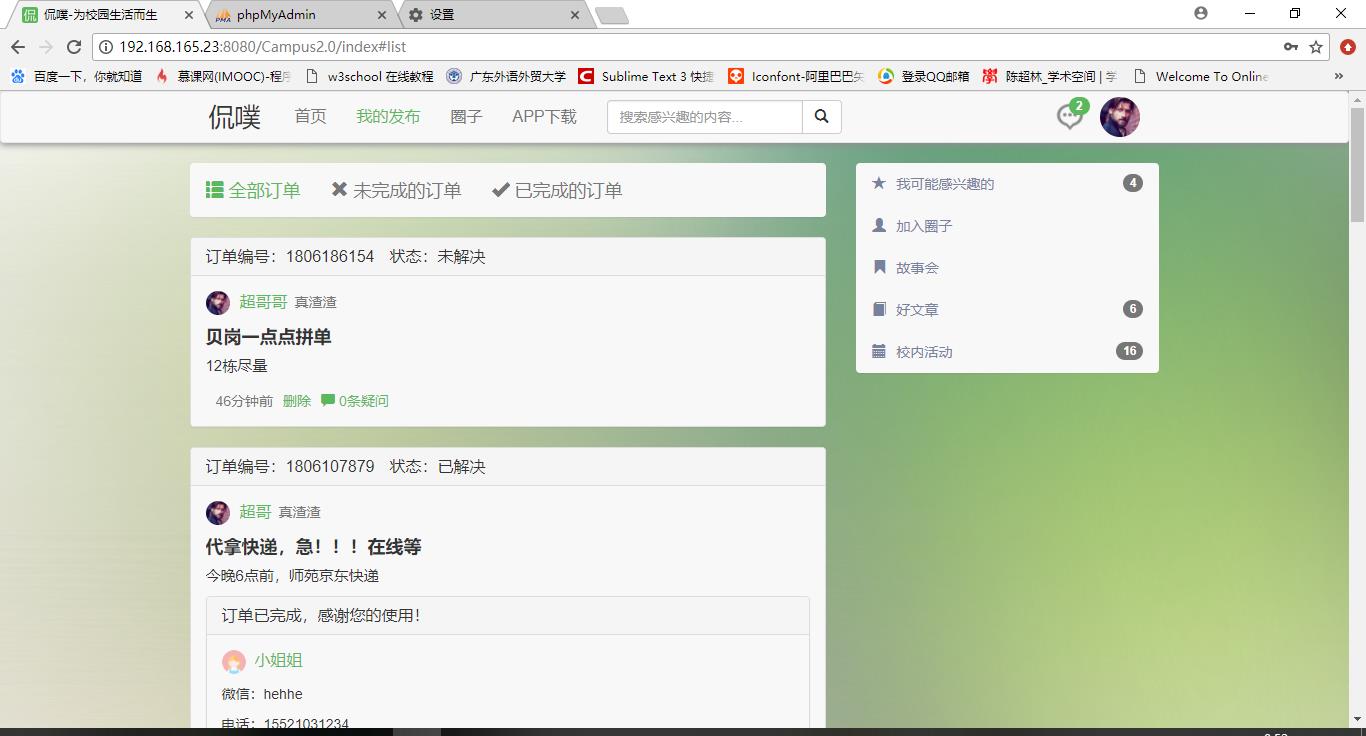 侃噗-为校园生活而生
phpMyAdmin
设置
192.168.165.23:8080/Campus2.0/index#list
百度一下，你就知道
慕课网(IMOOC)-程序
w3school 在线教程
广东外语外贸大学
Sublime Text 3 快捷
Iconfont-阿里巴巴矢
登录QQ邮箱
陈超林_学术空间 | 学
Welcome To Online
»
侃噗
首页
我的发布
圈子
APP下载
搜索感兴趣的内容...
2
全部订单
未完成的订单
已完成的订单
订单编号：1806186154 状态：未解决
超哥哥 真渣渣
贝岗一点点拼单
12栋尽量
46分钟前 删除 0条疑问
订单编号：1806107879 状态：已解决
超哥 真渣渣
代拿快递，急！！！在线等
今晚6点前，师苑京东快递
订单已完成，感谢您的使用！
小姐姐
微信：hehhe
电话：15521031234
我可能感兴趣的 4
加入圈子
故事会
好文章 6
校内活动 16